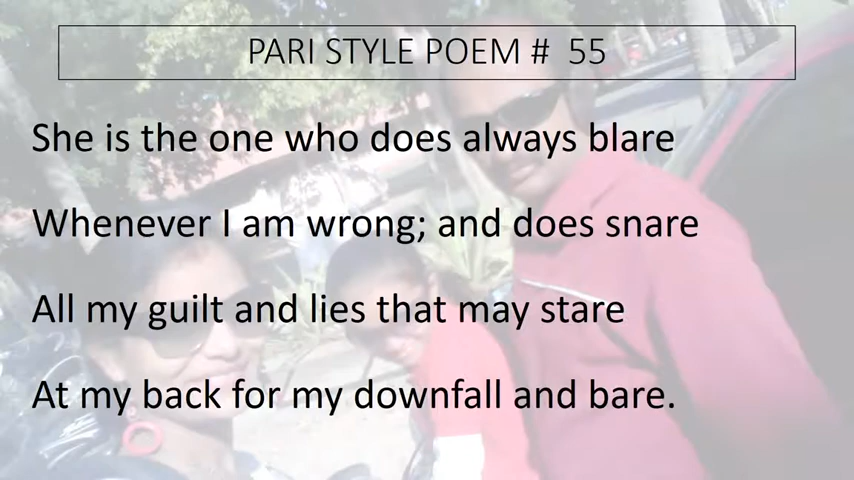 PARI STYLE POEM #  55
She is the one who does always blare
Whenever I am wrong; and does snare
All my guilt and lies that may stare
At my back for my downfall and bare.